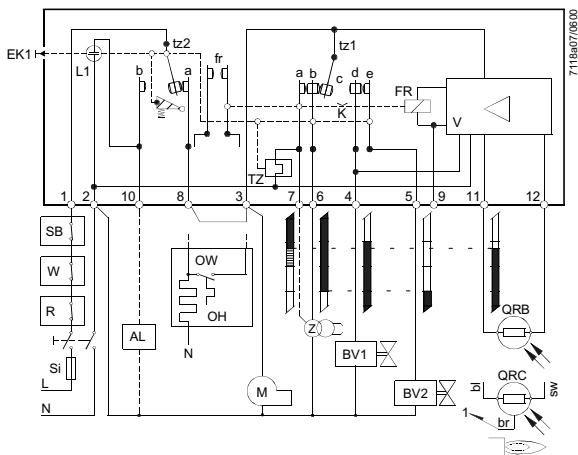 7118a07/0600
EK1
L1
tz2
b
a
fr
tz1
a b c d e
K
FR
V
TZ
1 2 10 8 3 7 6 4 5 9 11 12
SB
W
R
Si
L
N
AL
OW
OH
N
M
Z
BV1
BV2
QRB
QRC
bl
sw
br
1